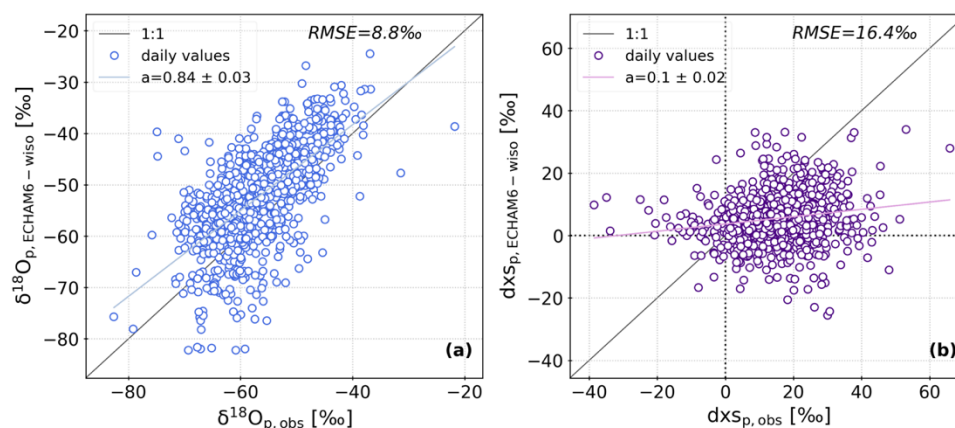 RMSE=8.8‰
1:1
daily values
a=0.84 ± 0.03
−20
−30
−40
−50
−60
−70
−80
δ¹⁸Oₚ,ECHAM6−wiso [‰]
−80
−60
−40
−20
δ¹⁸Oₚ,obs [‰]
(a)
RMSE=16.4‰
1:1
daily values
a=0.1 ± 0.02
60
40
20
0
−20
−40
dxsₚ,ECHAM6−wiso [‰]
−40
−20
0
20
40
60
dxsₚ,obs [‰]
(b)